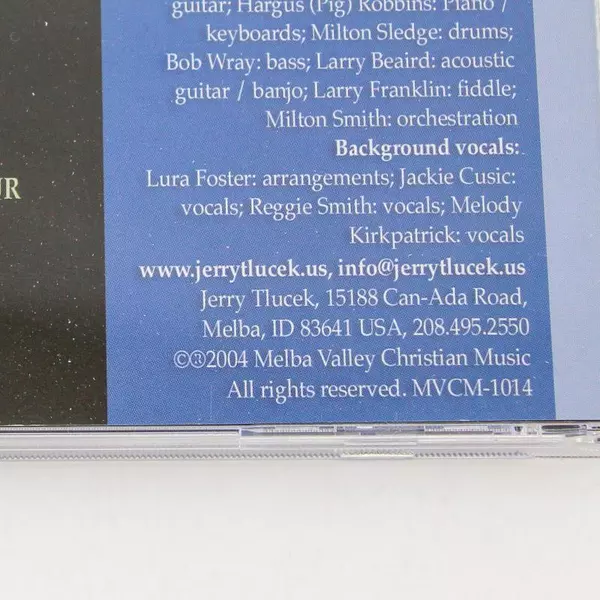 guitar; Hargus (Pig) Robbins: Piano /
keyboards; Milton Sledge: drums;
Bob Wray: bass; Larry Beaird: acoustic
guitar / banjo; Larry Franklin: fiddle;
Milton Smith: orchestration
Background vocals:
Lura Foster: arrangements; Jackie Cusic:
vocals; Reggie Smith: vocals; Melody
Kirkpatrick: vocals
UR
www.jerrytlucek.us, info@jerrytlucek.us
Jerry Tlucek, 15188 Can-Ada Road,
Melba, ID 83641 USA, 208.495.2550
©℗2004 Melba Valley Christian Music
All rights reserved. MVCM-1014